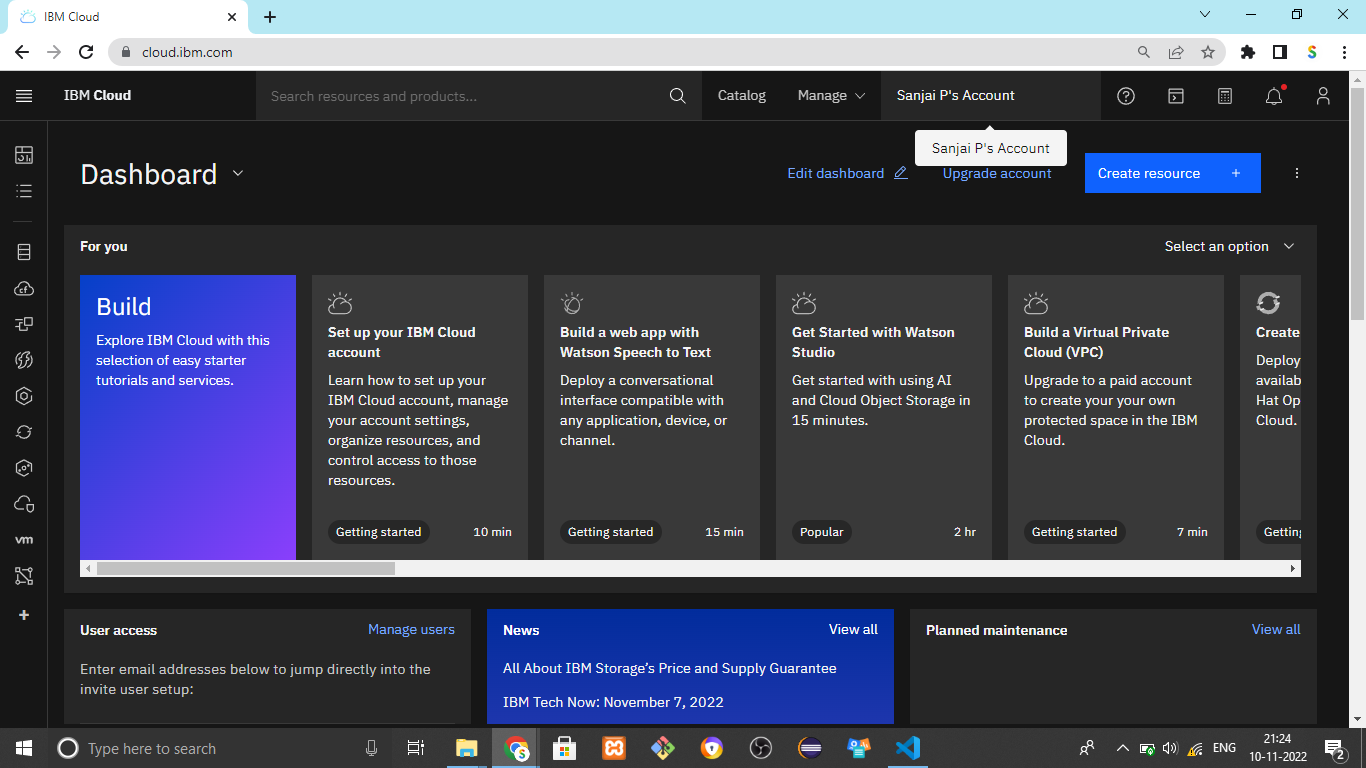 IBM Cloud
cloud.ibm.com
IBM Cloud
Search resources and products...
Catalog
Manage
Sanjai P's Account
Sanjai P's Account
Dashboard
Edit dashboard
Upgrade account
Create resource +
For you
Select an option
Build
Explore IBM Cloud with this
selection of easy starter
tutorials and services.
Set up your IBM Cloud
account
Learn how to set up your
IBM Cloud account, manage
your account settings,
organize resources, and
control access to those
resources.
Getting started
10 min
Build a web app with
Watson Speech to Text
Deploy a conversational
interface compatible with
any application, device, or
channel.
Getting started
15 min
Get Started with Watson
Studio
Get started with using AI
and Cloud Object Storage in
15 minutes.
Popular
2 hr
Build a Virtual Private
Cloud (VPC)
Upgrade to a paid account
to create your your own
protected space in the IBM
Cloud.
Getting started
7 min
Create
Deploy
availab
Hat Op
Cloud.
Getting
cf
vm
User access
Manage users
Enter email addresses below to jump directly into the
invite user setup:
News
View all
All About IBM Storage’s Price and Supply Guarantee
IBM Tech Now: November 7, 2022
Planned maintenance
View all
Type here to search
ENG
21:24
10-11-2022
2